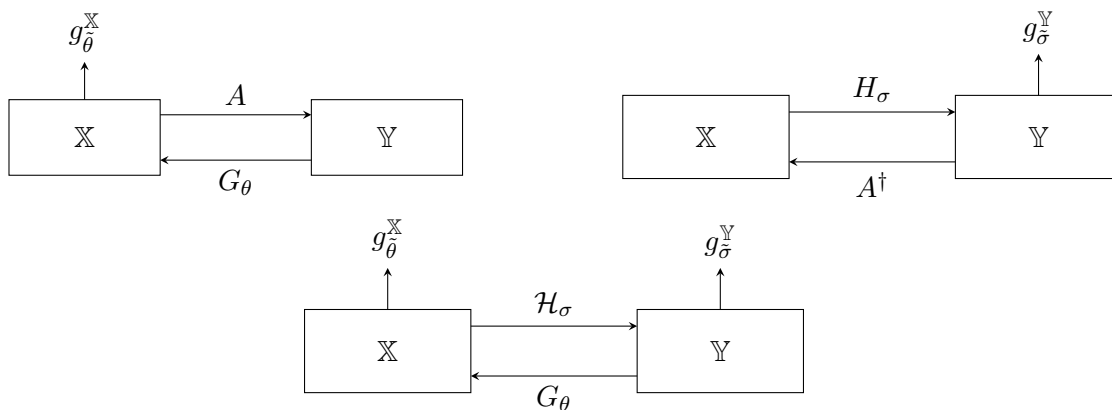 $g_{\tilde{\theta}}^{\mathbb{X}}$
$A$
$\mathbb{X}$ $\mathbb{Y}$
$G_\theta$
$g_{\tilde{\sigma}}^{\mathbb{Y}}$
$H_\sigma$
$\mathbb{X}$ $\mathbb{Y}$
$A^\dagger$
$g_{\tilde{\theta}}^{\mathbb{X}}$ $g_{\tilde{\sigma}}^{\mathbb{Y}}$
$\mathcal{H}_\sigma$
$\mathbb{X}$ $\mathbb{Y}$
$G_\theta$